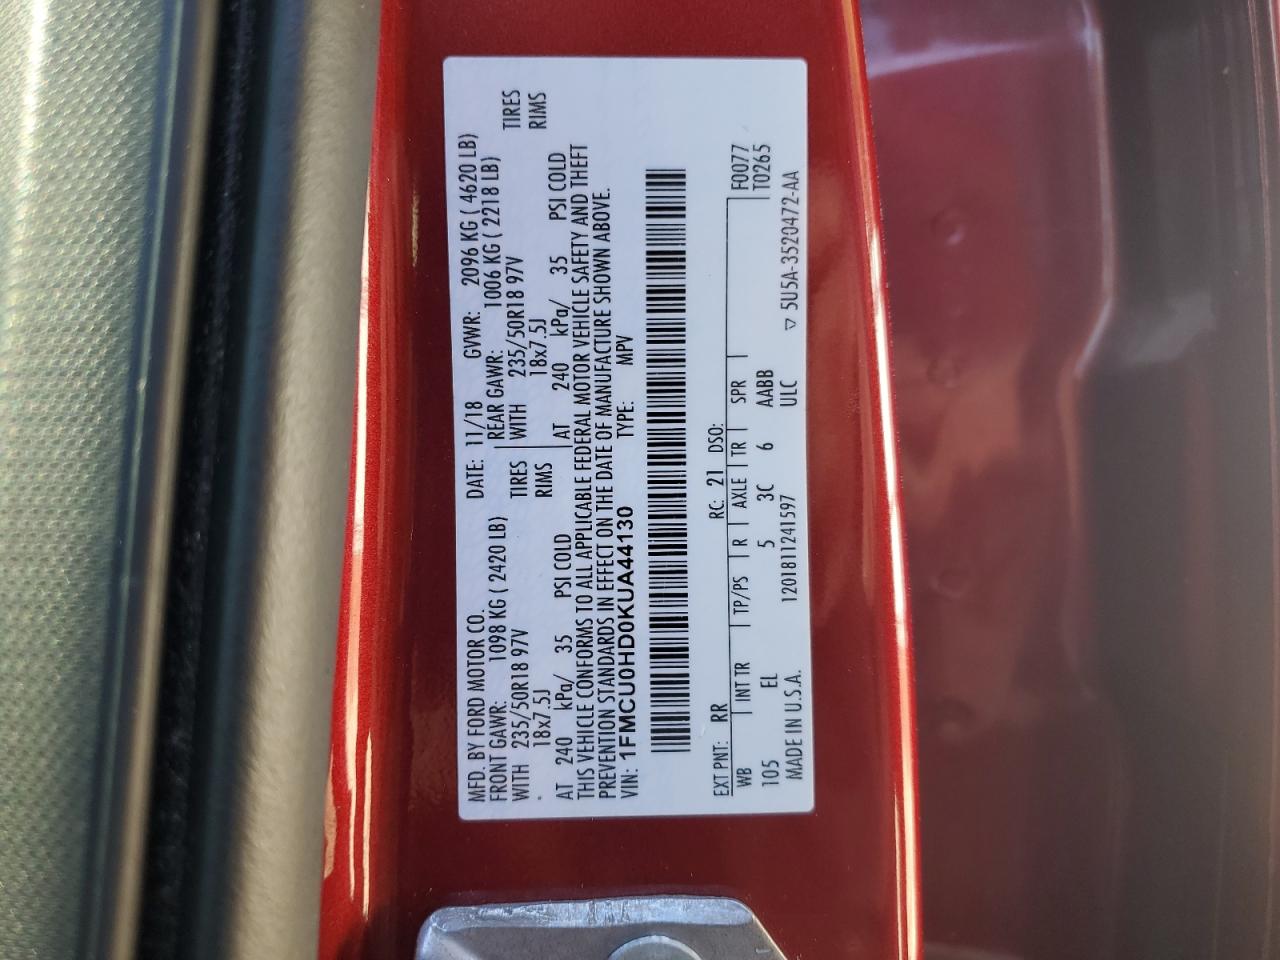 MFD. BY FORD MOTOR CO. DATE: 11/18 GVWR: 2096 KG ( 4620 LB)
FRONT GAWR: 1098 KG ( 2420 LB) REAR GAWR: 1006 KG ( 2218 LB)
WITH 235/50R18 97V TIRES WITH 235/50R18 97V TIRES
18x7.5J RIMS 18x7.5J RIMS
AT 240 kPa/ 35 PSI COLD AT 240 kPa/ 35 PSI COLD
THIS VEHICLE CONFORMS TO ALL APPLICABLE FEDERAL MOTOR VEHICLE SAFETY AND THEFT
PREVENTION STANDARDS IN EFFECT ON THE DATE OF MANUFACTURE SHOWN ABOVE.
VIN: 1FMCU0HD0KUA44130 TYPE: MPV
EXT PNT: RR RC: 21 DSO: F0077
WB INT TR TP/PS R AXLE TR SPR T0265
105 EL 5 3C 6 AABB
MADE IN U.S.A. 1201811241597 ULC ▽ 5U5A-3520472-AA